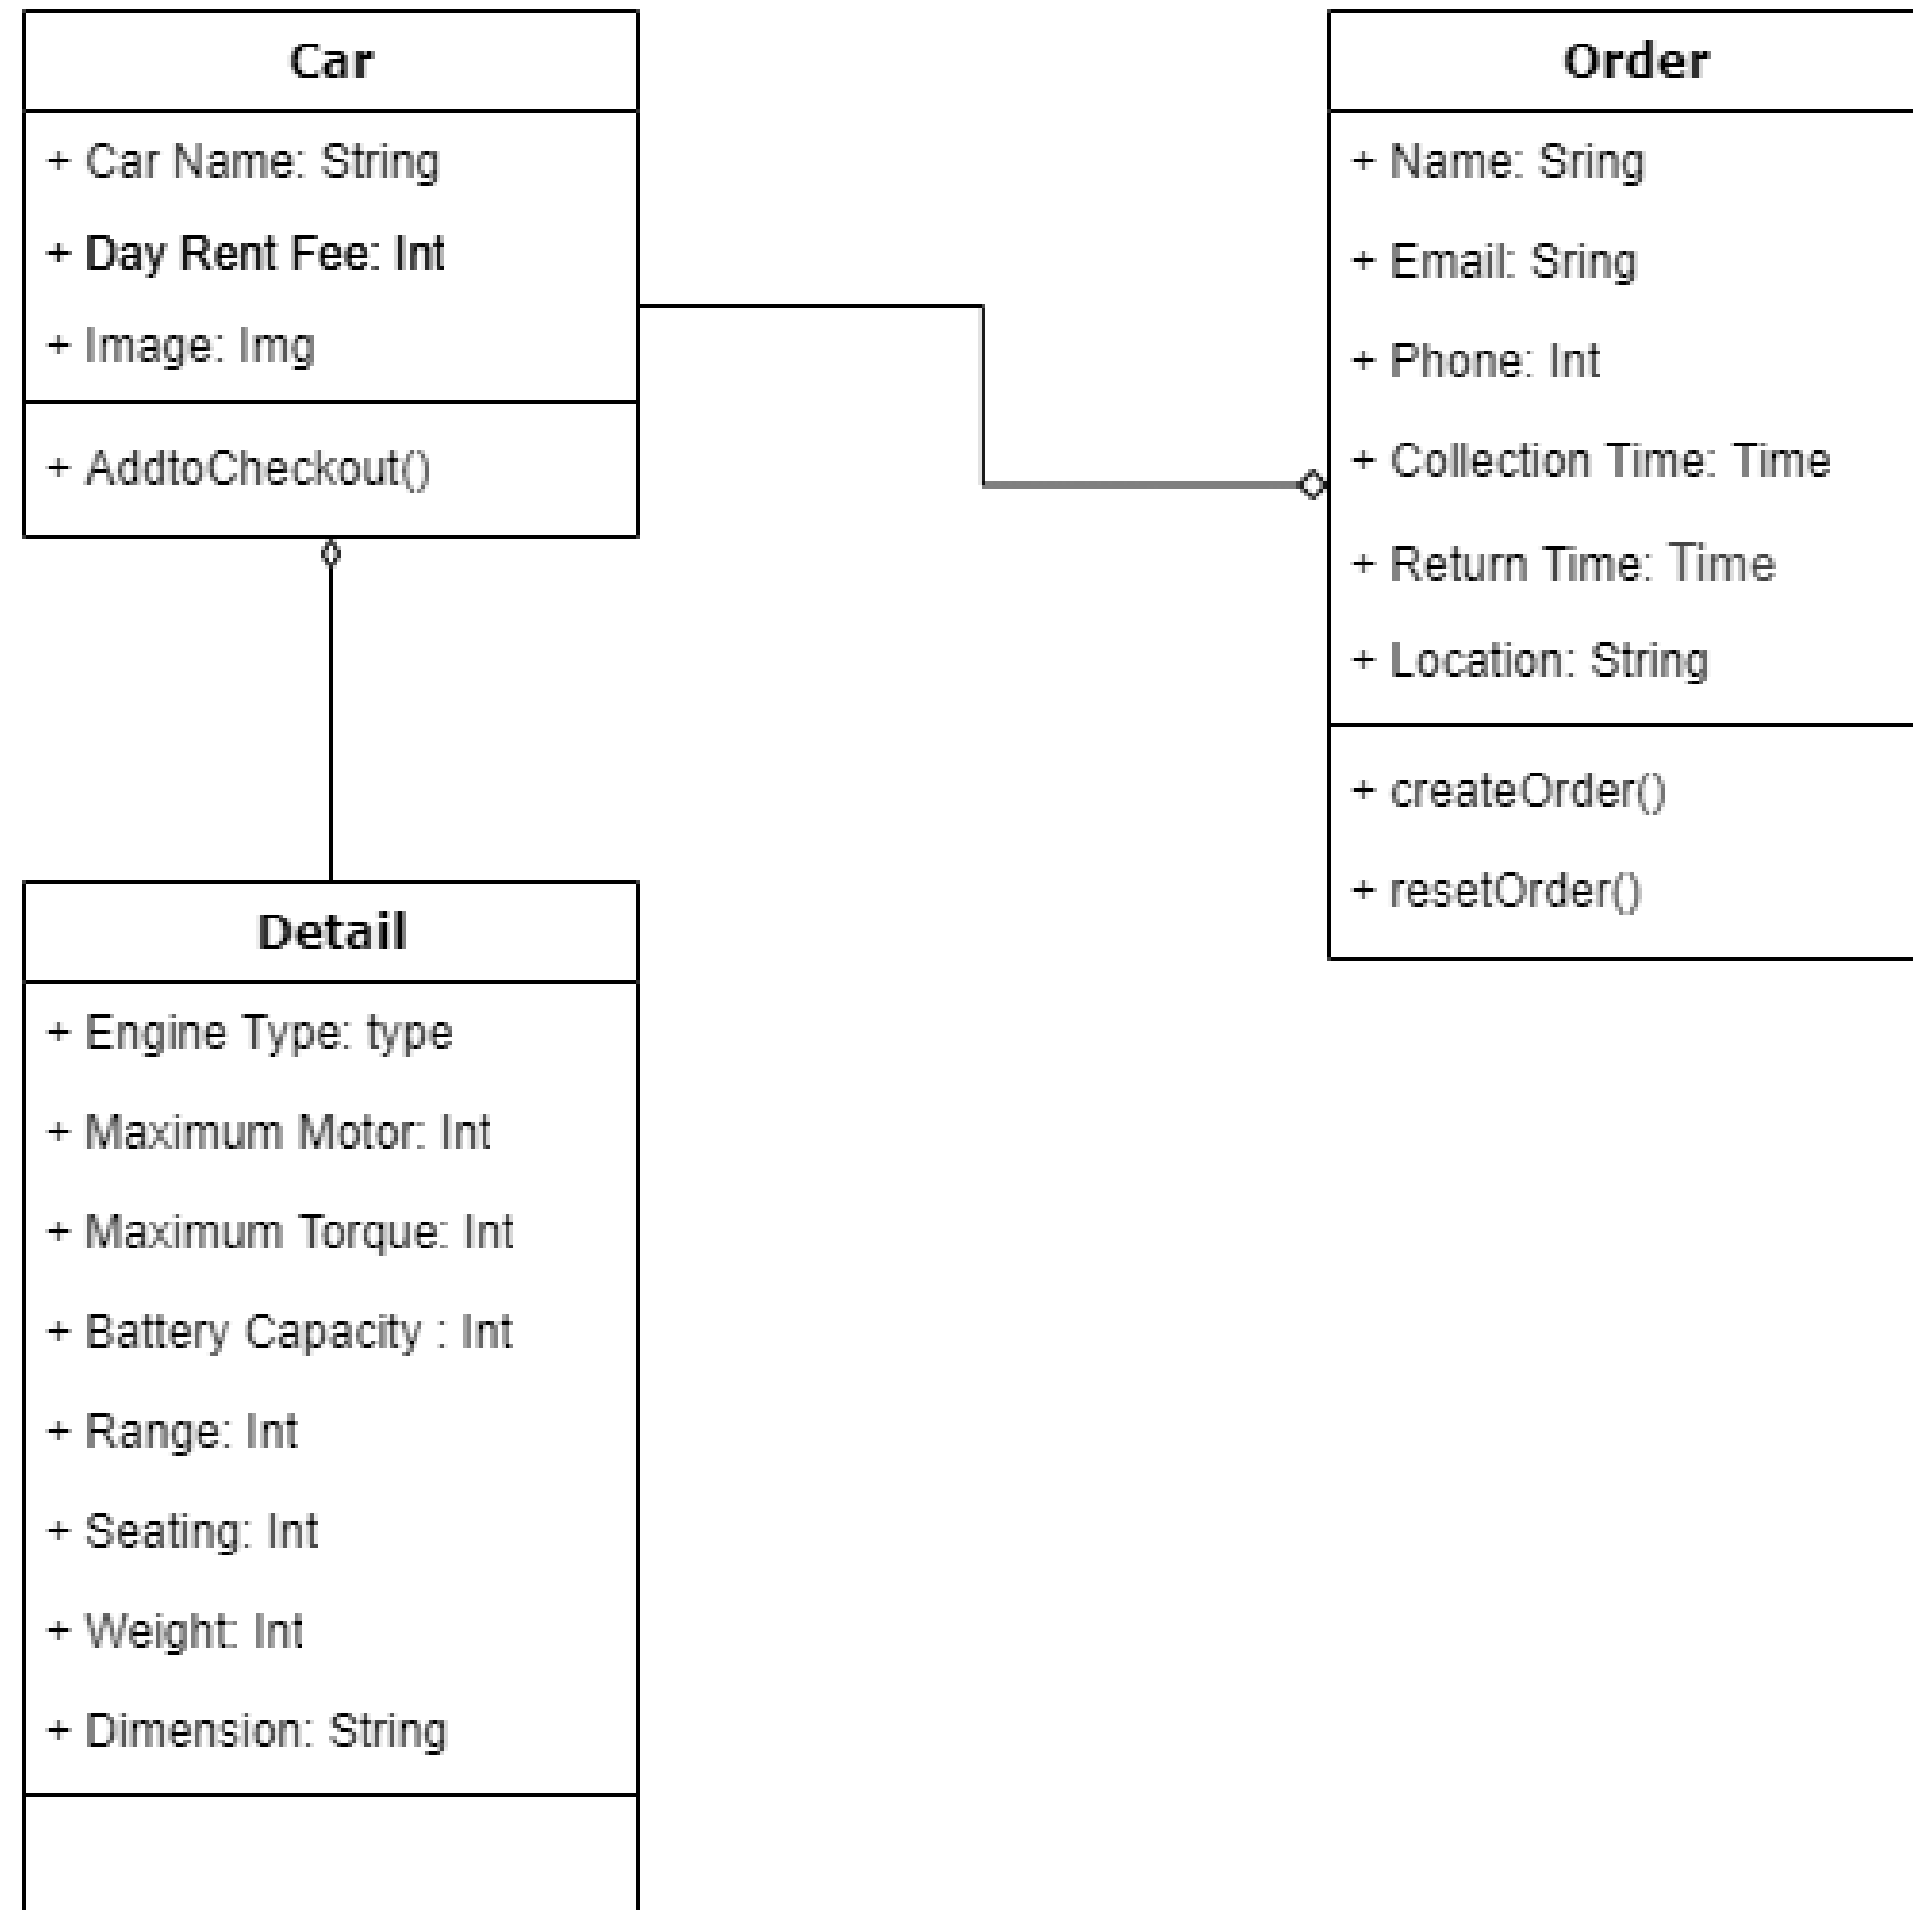 Car
+ Car Name: String
+ Day Rent Fee: Int
+ Image: Img
+ AddtoCheckout()
Order
+ Name: Sring
+ Email: Sring
+ Phone: Int
+ Collection Time: Time
+ Return Time: Time
+ Location: String
+ createOrder()
+ resetOrder()
Detail
+ Engine Type: type
+ Maximum Motor: Int
+ Maximum Torque: Int
+ Battery Capacity : Int
+ Range: Int
+ Seating: Int
+ Weight: Int
+ Dimension: String